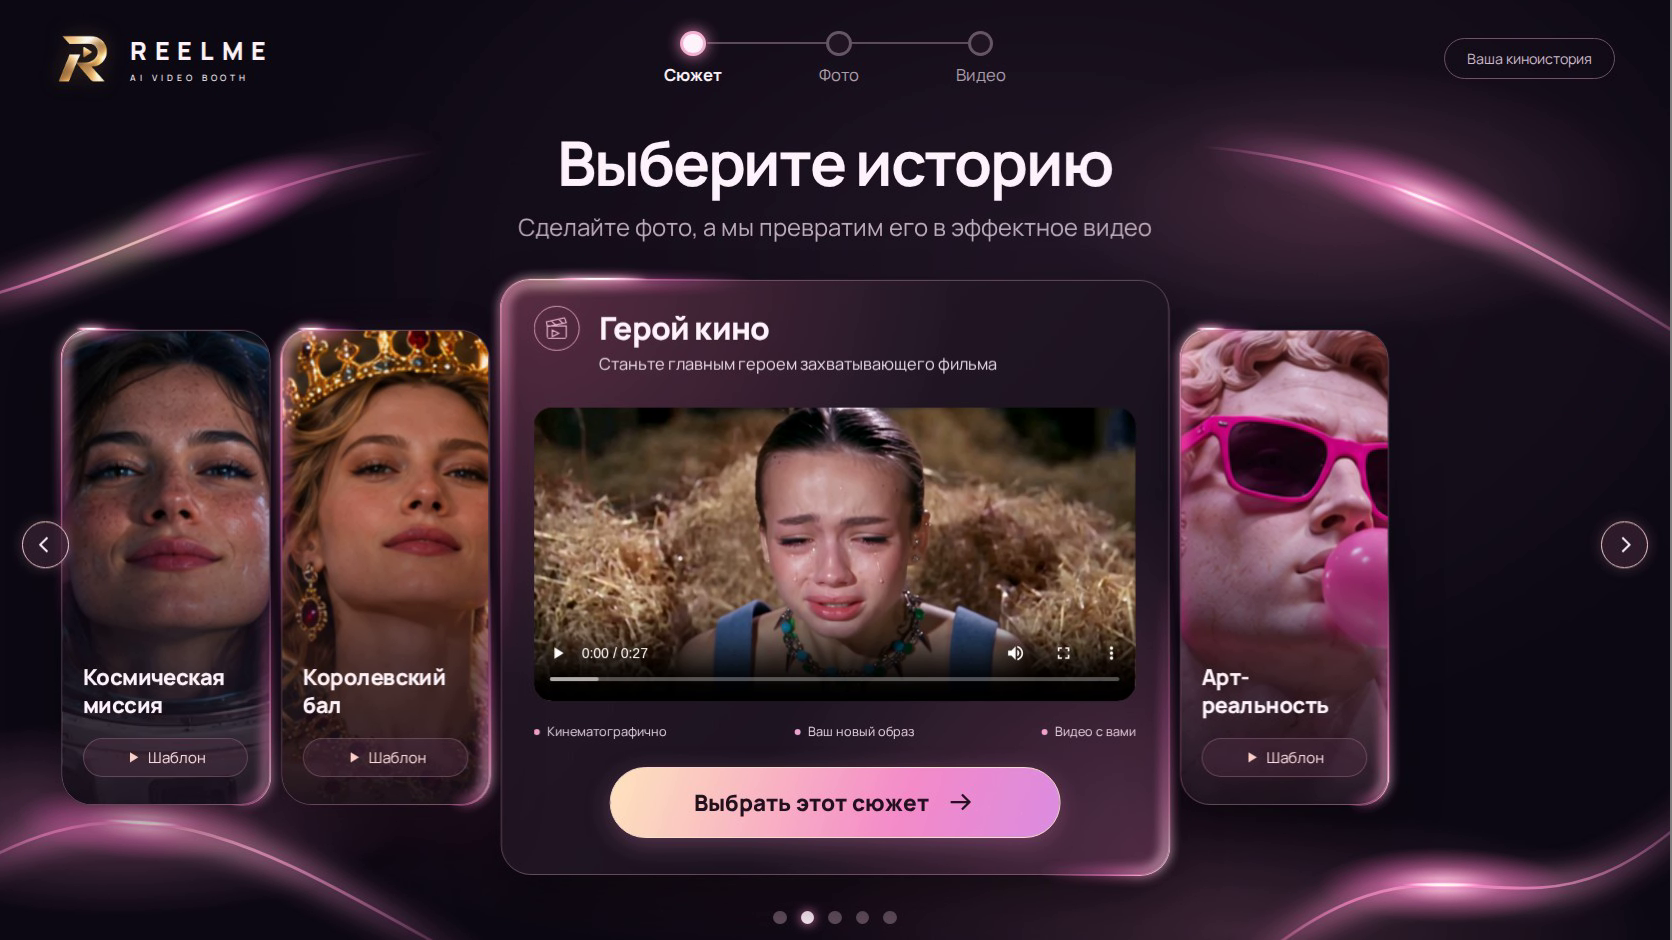 REELME
AI VIDEO BOOTH
Сюжет
Фото
Видео
Ваша киноистория
Выберите историю
Сделайте фото, а мы превратим его в эффектное видео
Герой кино
Станьте главным героем захватывающего фильма
0:00 / 0:27
Космическая
миссия
Шаблон
Королевский
бал
Шаблон
Кинематографично
Ваш новый образ
Видео с вами
Выбрать этот сюжет
Арт-
реальность
Шаблон